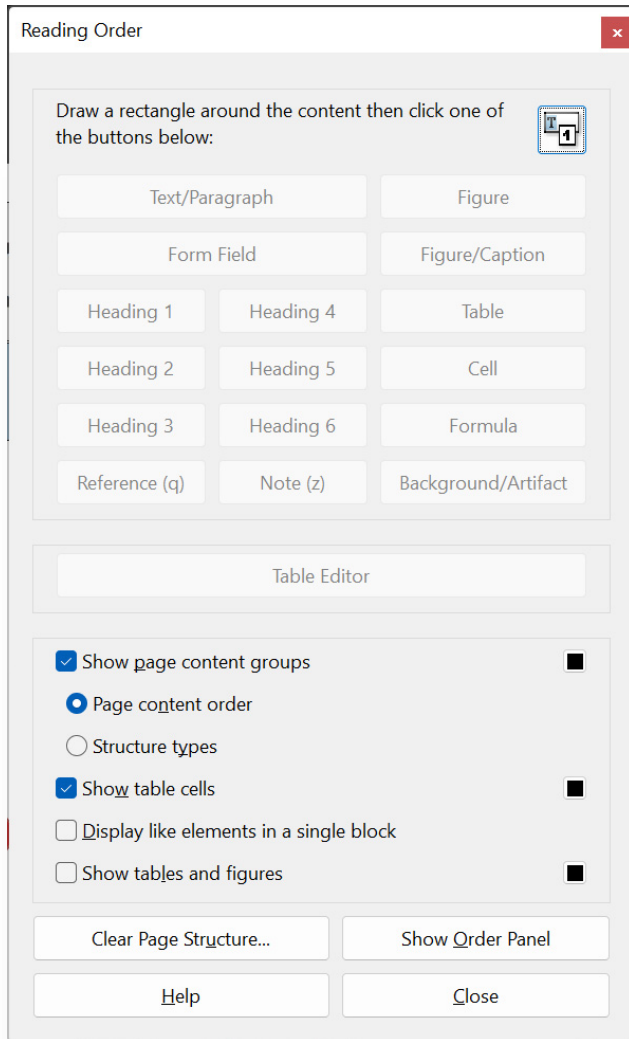 Reading Order
Draw a rectangle around the content then click one of
the buttons below:
Text/Paragraph
Figure
Form Field
Figure/Caption
Heading 1
Heading 4
Table
Heading 2
Heading 5
Cell
Heading 3
Heading 6
Formula
Reference (q)
Note (z)
Background/Artifact
Table Editor
Show page content groups
Page content order
Structure types
Show table cells
Display like elements in a single block
Show tables and figures
Clear Page Structure...
Show Order Panel
Help
Close